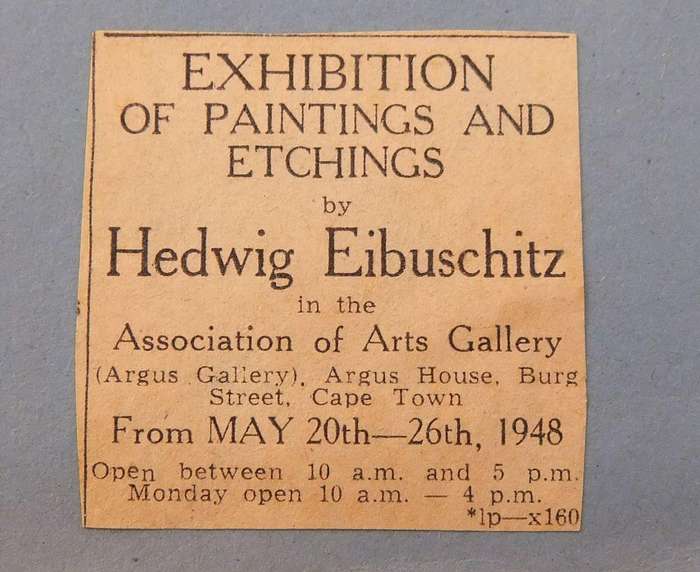 EXHIBITION
OF PAINTINGS AND
ETCHINGS
by
Hedwig Eibuschitz
in the
Association of Arts Gallery
(Argus Gallery), Argus House, Burg
Street, Cape Town
From MAY 20th—26th, 1948
Open between 10 a.m. and 5 p.m.
Monday open 10 a.m. — 4 p.m.
*lp—x160